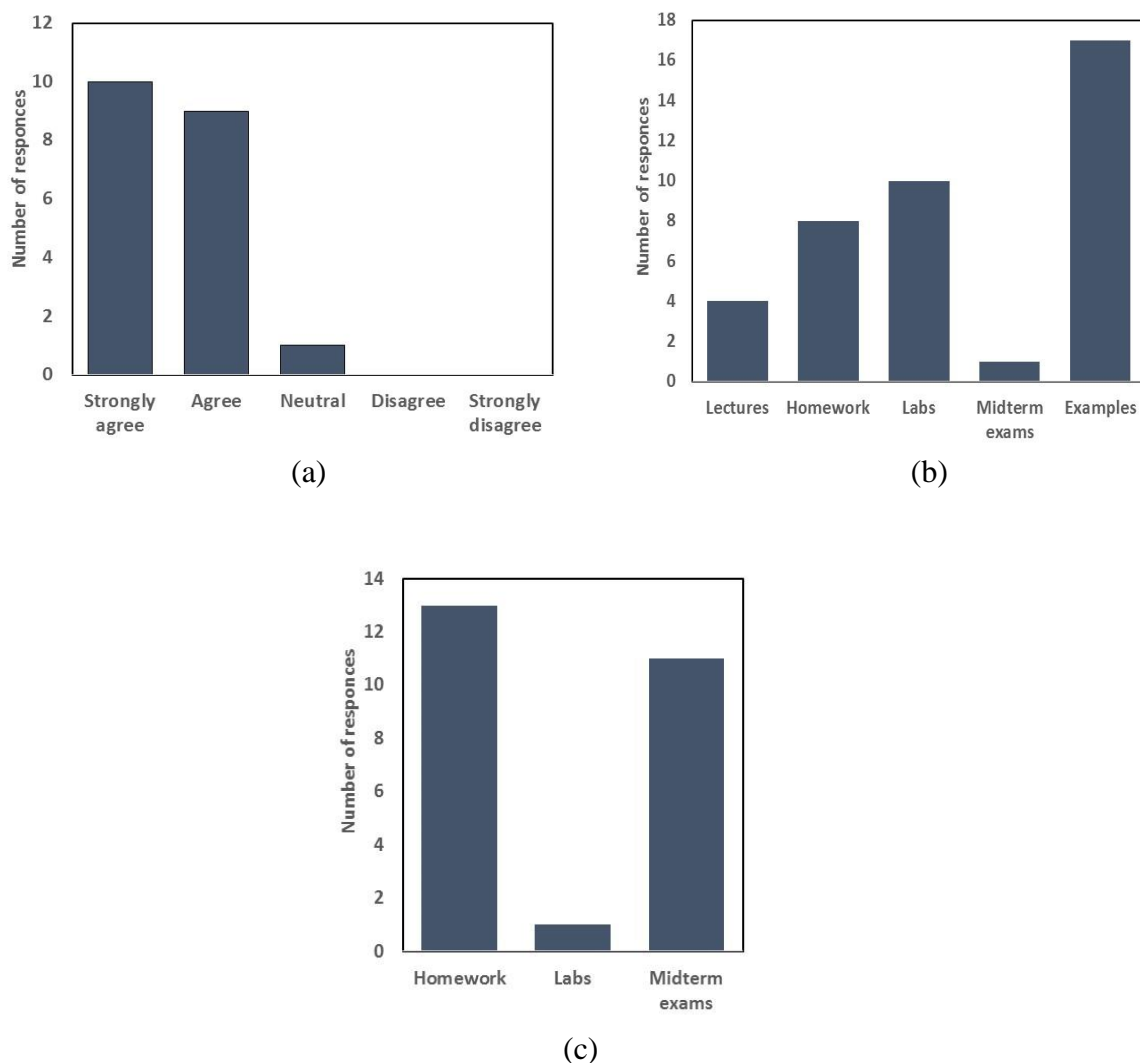 12
10
8
6
4
2
0
Number of responces
Strongly agree
Agree
Neutral
Disagree
Strongly disagree
(a)
18
16
14
12
10
8
6
4
2
0
Number of responces
Lectures
Homework
Labs
Midterm exams
Examples
(b)
14
12
10
8
6
4
2
0
Number of responces
Homework
Labs
Midterm exams
(c)